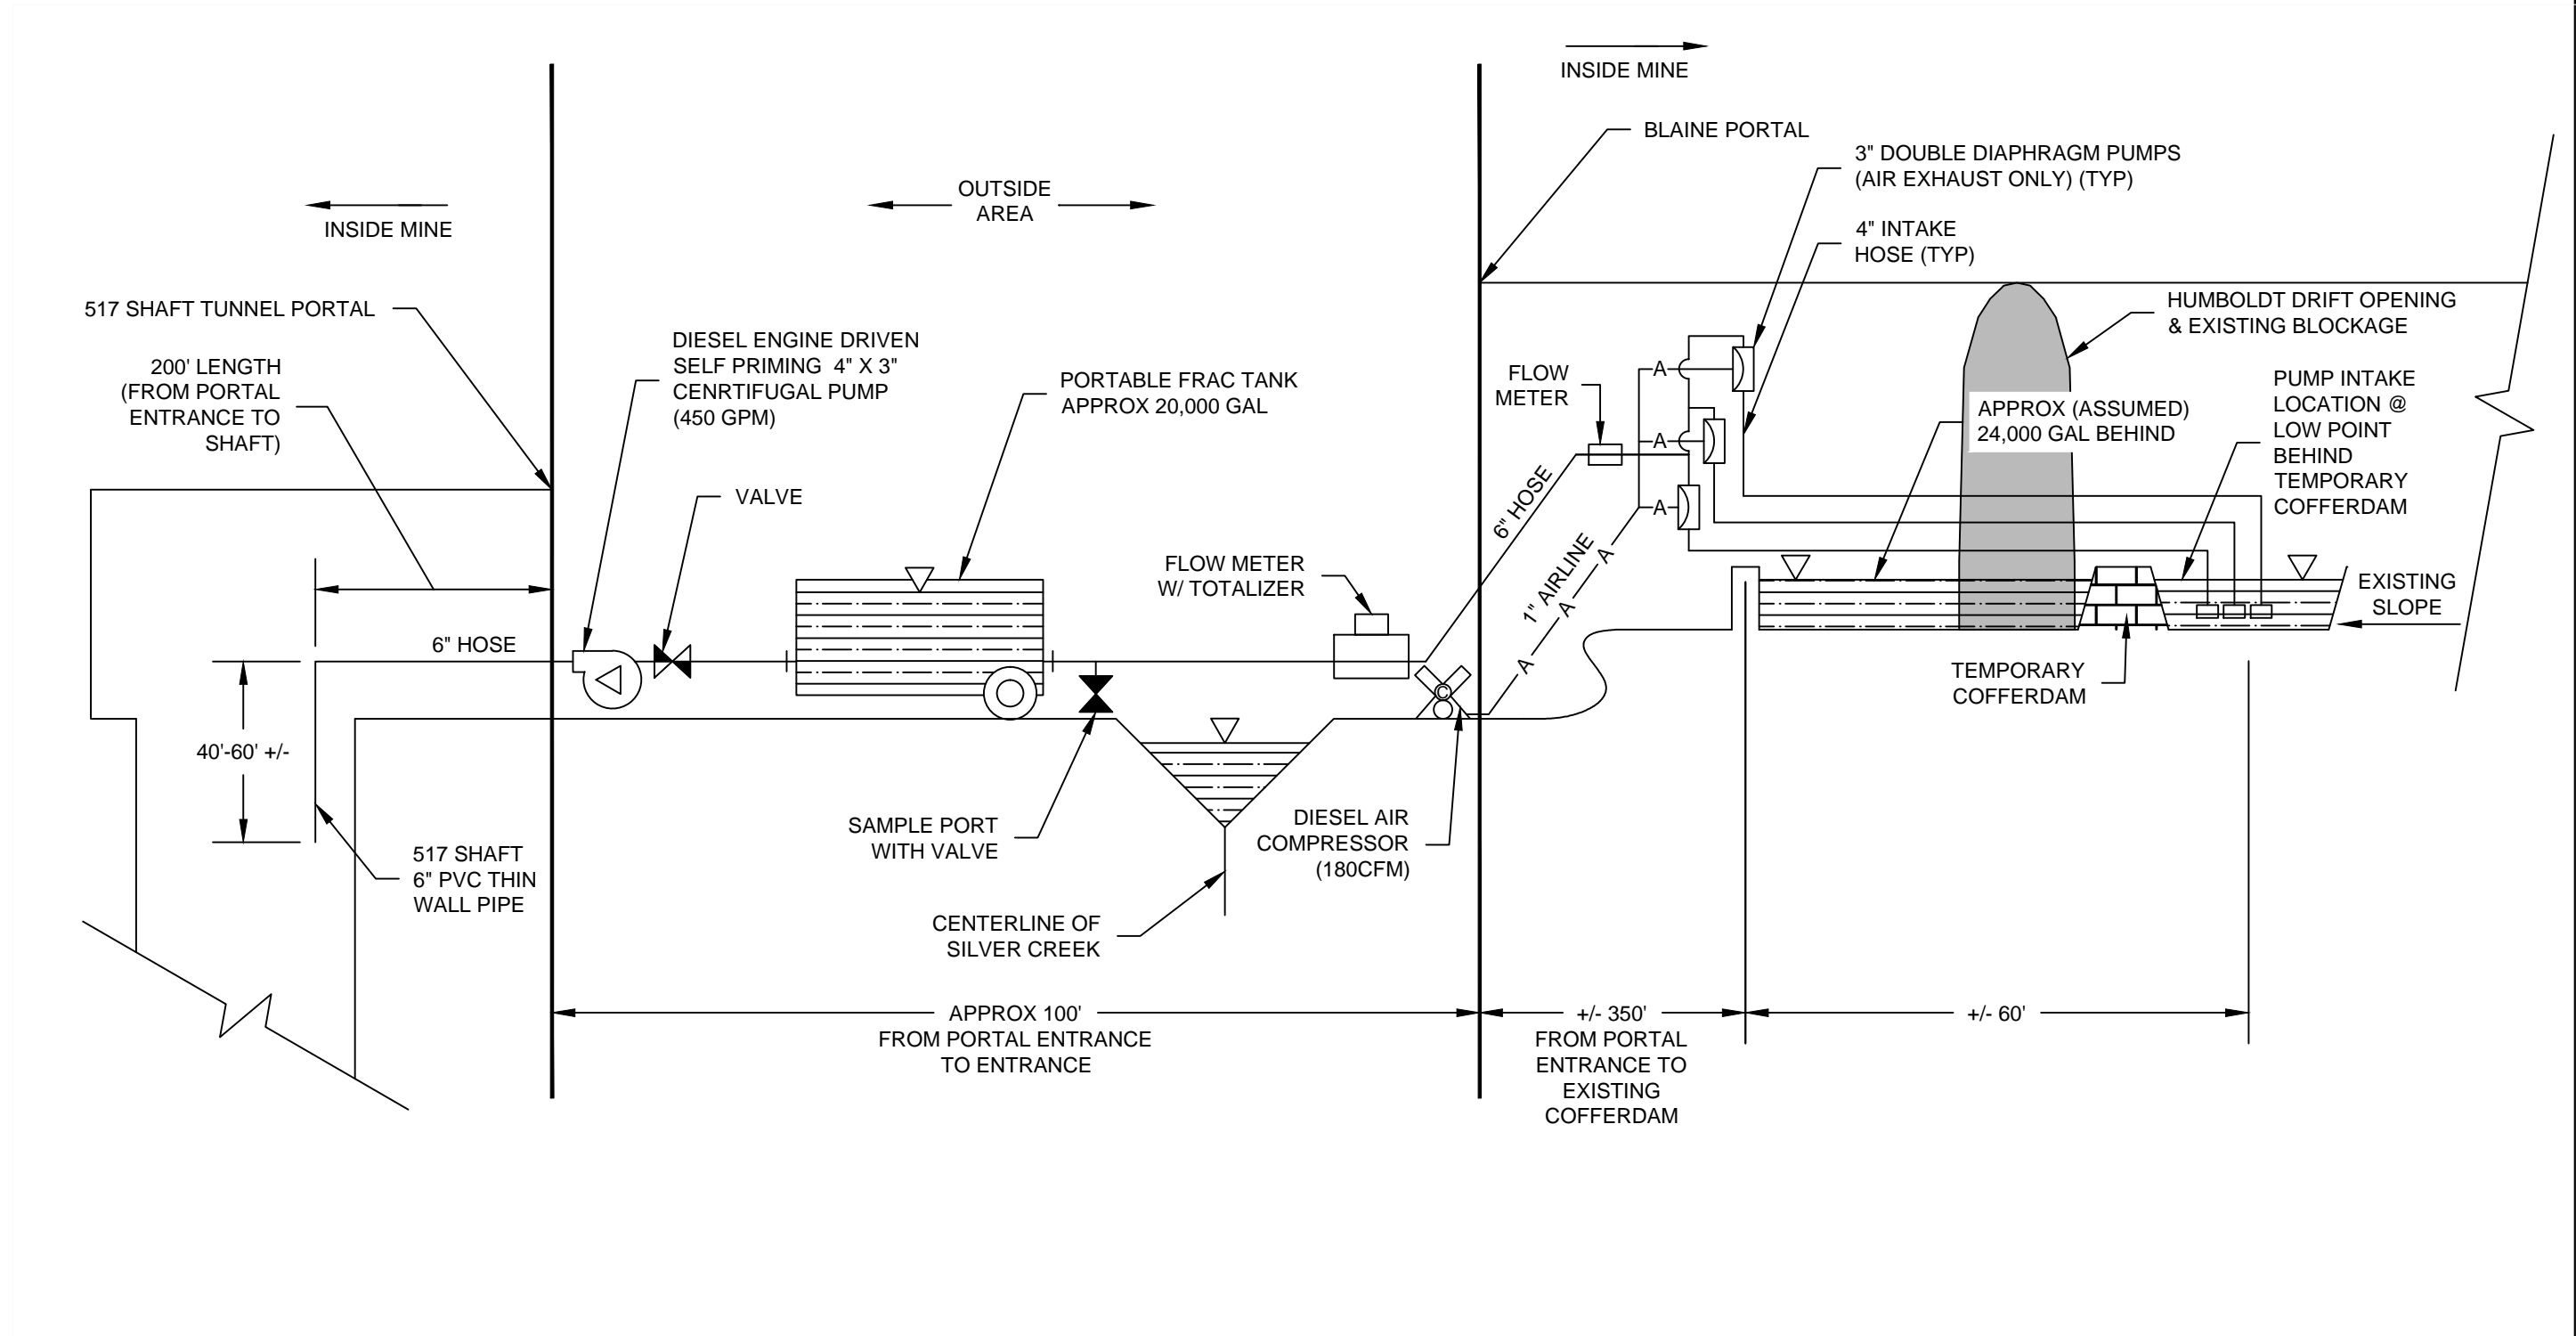 INSIDE MINE
BLAINE PORTAL
3" DOUBLE DIAPHRAGM PUMPS
(AIR EXHAUST ONLY) (TYP)
OUTSIDE
AREA
INSIDE MINE
4" INTAKE
HOSE (TYP)
517 SHAFT TUNNEL PORTAL
HUMBOLDT DRIFT OPENING
& EXISTING BLOCKAGE
200' LENGTH
(FROM PORTAL
ENTRANCE TO
SHAFT)
DIESEL ENGINE DRIVEN
SELF PRIMING 4" X 3"
CENRTIFUGAL PUMP
(450 GPM)
PORTABLE FRAC TANK
APPROX 20,000 GAL
FLOW
METER
A
A
A
APPROX (ASSUMED)
24,000 GAL BEHIND
PUMP INTAKE
LOCATION @
LOW POINT
BEHIND
TEMPORARY
COFFERDAM
VALVE
6" HOSE
1" AIRLINE
A
A
A
FLOW METER
W/ TOTALIZER
EXISTING
SLOPE
6" HOSE
TEMPORARY
COFFERDAM
C
40'-60' +/-
517 SHAFT
6" PVC THIN
WALL PIPE
SAMPLE PORT
WITH VALVE
DIESEL AIR
COMPRESSOR
(180CFM)
CENTERLINE OF
SILVER CREEK
APPROX 100'
FROM PORTAL ENTRANCE
TO ENTRANCE
+/- 350'
FROM PORTAL
ENTRANCE TO
EXISTING
COFFERDAM
+/- 60'